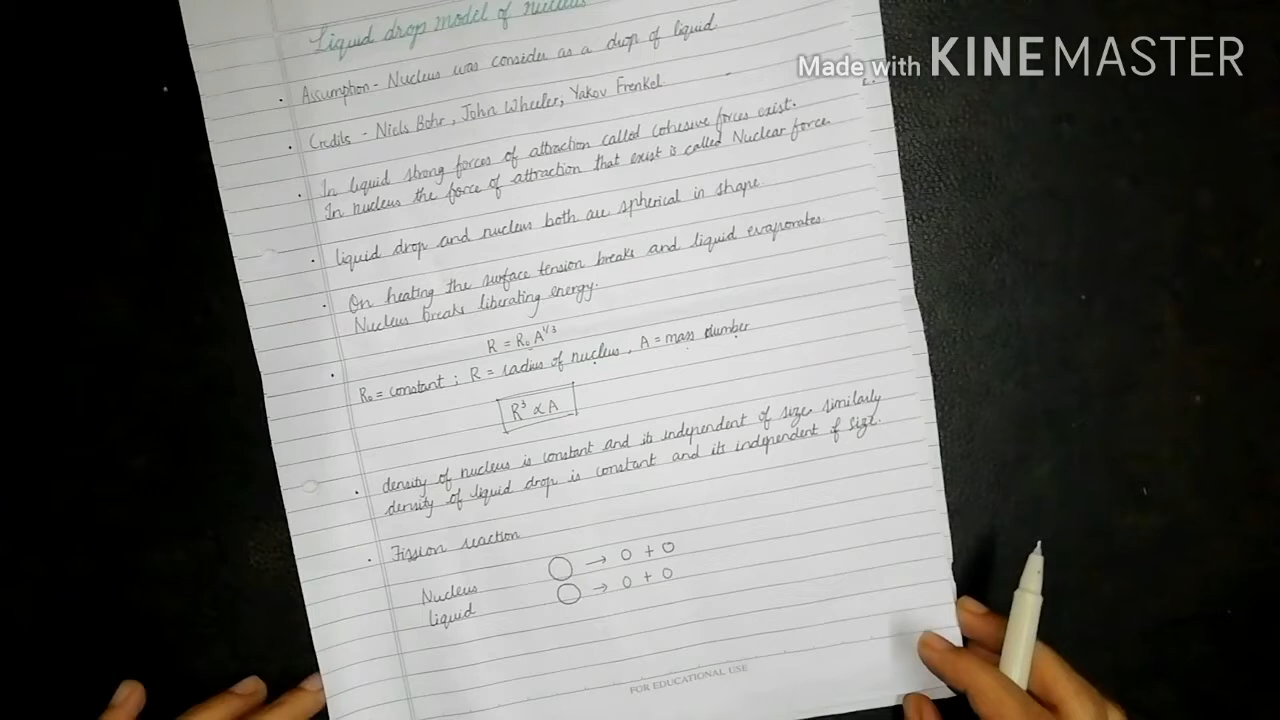 Made with KINEMASTER
Liquid drop model of nucleus
Assumption - Nucleus was consider as a drop of liquid
Credits - Niels Bohr, John Wheeler, Yakov Frenkel
In liquid strong forces of attraction called cohesive forces exist.
In nucleus the force of attraction that exist is called Nuclear force.
liquid drop and nucleus both are spherical in shape.
On heating the surface tension breaks and liquid evaporates.
Nucleus breaks liberating energy.
R = R₀ A^1/3
R₀ = constant ; R = radius of nucleus, A = mass number
R³ ∝ A
density of nucleus is constant and its independent of size. similarly
density of liquid drop is constant and its independent of size.
Fission reaction
Nucleus O → O + O
liquid O → O + O
FOR EDUCATIONAL USE